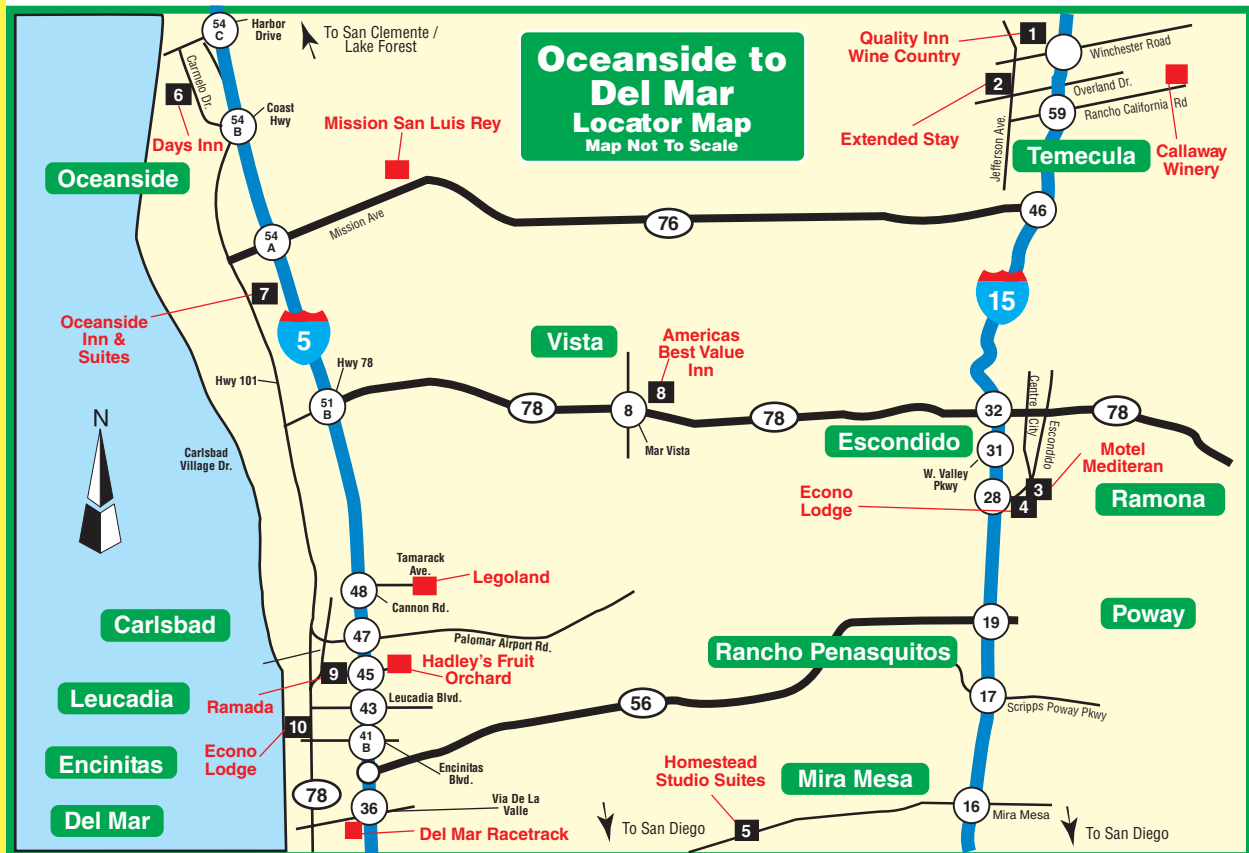 54
C
Harbor
Drive
To San Clemente /
Lake Forest
Oceanside to
Del Mar
Locator Map
Map Not To Scale
Quality Inn
Wine Country
1
Winchester Road
Carmelo Dr.
6
Days Inn
54
B
Coast
Hwy
Mission San Luis Rey
2
Extended Stay
Jefferson Ave.
Overland Dr.
59
Rancho California Rd
Temecula
Callaway
Winery
Oceanside
54
A
Mission Ave
76
46
7
Oceanside
Inn &
Suites
5
15
Vista
Americas
Best Value
Inn
8
Hwy 78
Hwy 101
51
B
78
8
Mar Vista
78
32
Centre City
Escondido
78
N
Carlsbad
Village Dr.
Escondido
31
W. Valley
Pkwy
28
Motel
Mediteran
3
4
Econo
Lodge
Ramona
Tamarack
Ave.
Legoland
48
Cannon Rd.
Carlsbad
47
Palomar Airport Rd.
19
Poway
Rancho Penasquitos
Hadley's Fruit
Orchard
9
45
Leucadia
Ramada
Leucadia Blvd.
43
56
17
Scripps Poway Pkwy
10
Econo
Lodge
41
B
Encinitas
Encinitas
Blvd.
Homestead
Studio Suites
Mira Mesa
78
36
Via De La
Valle
16
Mira Mesa
Del Mar
Del Mar Racetrack
To San Diego
5
To San Diego